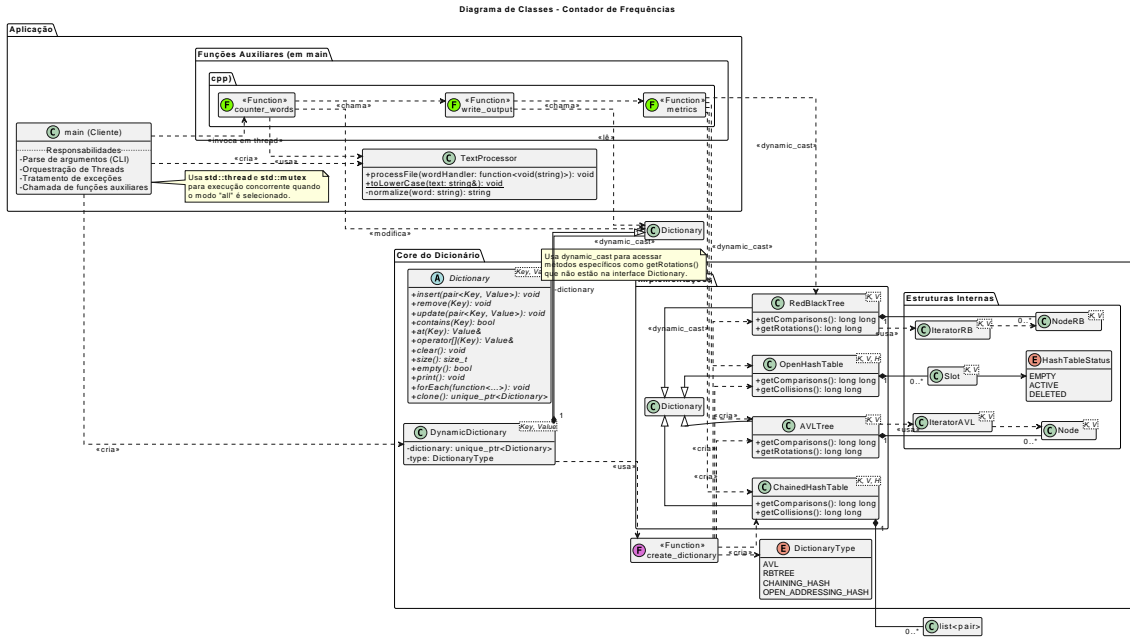 Diagrama de Classes - Contador de Frequências
Aplicação
Funções Auxiliares (em main
cpp)
F «Function»
counter_words
«chama»
F «Function»
write_output
«chama»
F «Function»
metrics
C main (Cliente)
Responsabilidades
-Parse de argumentos (CLI)
-Orquestração de Threads
-Tratamento de exceções
-Chamada de funções auxiliares
«invoca em thread»
«cria»
«usa»
«lê»
«dynamic_cast»
C TextProcessor
+processFile(wordHandler: function<void(string)>): void
+toLowerCase(text: string&): void
-normalize(word: string): string
Usa std::thread e std::mutex
para execução concorrente quando
o modo "all" é selecionado.
«modifica»
C Dictionary
«dynamic_cast»
«dynamic_cast»
Core do Dicionário
Usa dynamic_cast para acessar
métodos específicos como getRotations()
que não estão na interface Dictionary.
A Dictionary
+insert(pair<Key, Value>): void
+remove(Key): void
+update(pair<Key, Value>): void
+contains(Key): bool
+at(Key): Value&
+operator[](Key): Value&
+clear(): void
+size(): size_t
+empty(): bool
+print(): void
+forEach(function<...>): void
+clone(): unique_ptr<Dictionary>
-dictionary
1
C DynamicDictionary
Key, Value
-dictionary: unique_ptr<Dictionary>
-type: DictionaryType
«cria»
«usa»
«dynamic_cast»
C RedBlackTree
K, V
+getComparisons(): long long
+getRotations(): long long
1
«usa»
C OpenHashTable
K, V, H
+getComparisons(): long long
+getCollisions(): long long
1
C Dictionary
«cria»
C AVLTree
K, V
+getComparisons(): long long
+getRotations(): long long
1
«usa»
«cria»
«cria»
C ChainedHashTable
K, V, H
+getComparisons(): long long
+getCollisions(): long long
1
Estruturas Internas
C IteratorRB
K, V
0..*
C NodeRB
K, V
0..*
C Slot
K, V
E HashTableStatus
EMPTY
ACTIVE
DELETED
C IteratorAVL
K, V
0..*
C Node
K, V
F «Function»
create_dictionary
«cria»
E DictionaryType
AVL
RBTREE
CHAINING_HASH
OPEN_ADDRESSING_HASH
0..*
C list<pair>